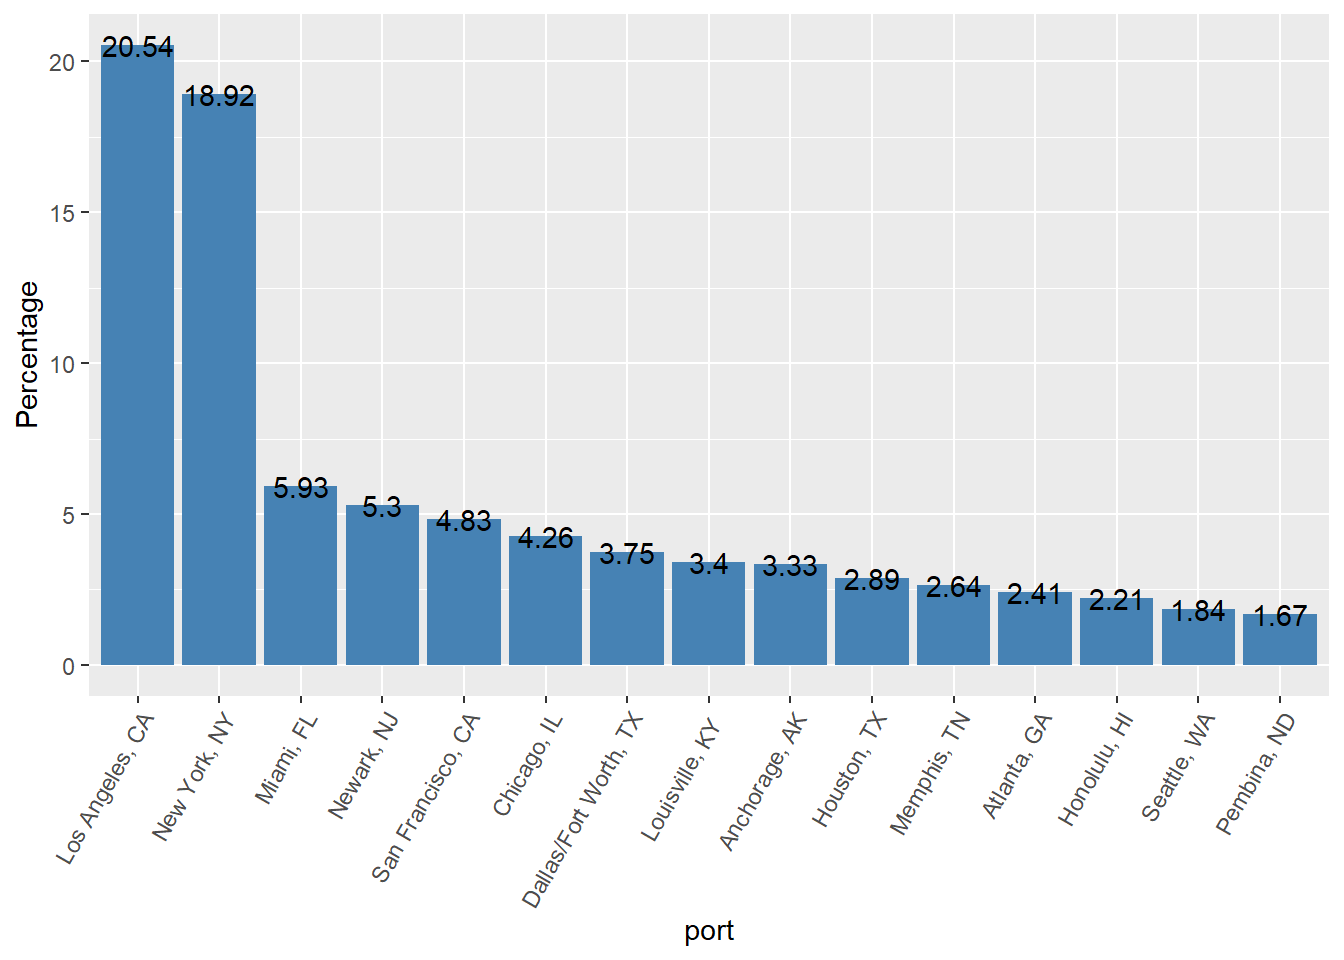 20.54
18.92
5.93
5.3
4.83
4.26
3.75
3.4
3.33
2.89
2.64
2.41
2.21
1.84
1.67
20
15
10
5
0
Percentage
Los Angeles, CA
New York, NY
Miami, FL
Newark, NJ
San Francisco, CA
Chicago, IL
Dallas/Fort Worth, TX
Louisville, KY
Anchorage, AK
Houston, TX
Memphis, TN
Atlanta, GA
Honolulu, HI
Seattle, WA
Pembina, ND
port